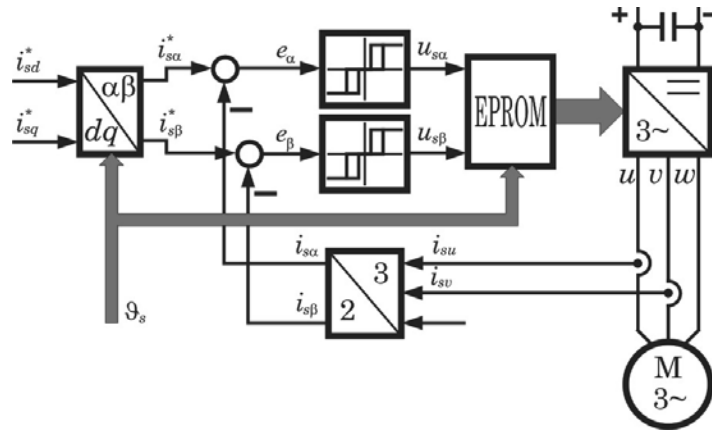 + −
i*sd
i*sq
αβ
dq
i*sα
i*sβ
eα
eβ
usα
usβ
EPROM
3~
u v w
isα
isβ
3
2
isu
isv
ϑs
M
3~